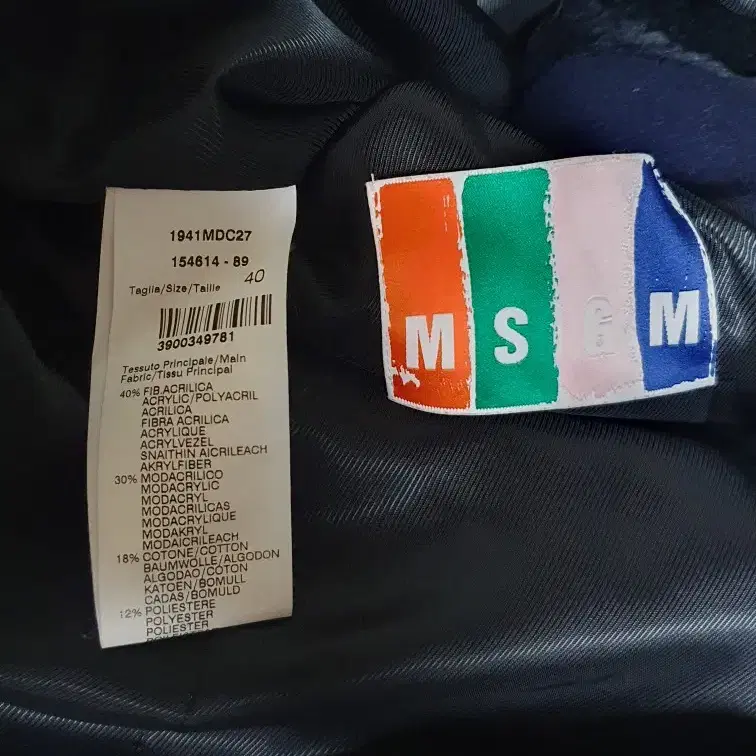 1941MDC27
154614 - 89
Taglia/Size/Taille 40
3900349781
Tessuto Principale/Main
Fabric/Tissu Principal
40% FIB.ACRILICA
ACRYLIC/POLYACRIL
ACRILICA
FIBRA ACRILICA
ACRYLIQUE
ACRYLVEZEL
SNAITHIN AICRILEACH
AKRYLFIBER
30% MODACRILICO
MODACRYLIC
MODACRYL
MODACRILICAS
MODACRYLIQUE
MODAKRYL
MODAICRILEACH
18% COTONE/COTTON
BAUMWOLLE/ALGODON
ALGODAO/COTON
KATOEN/BOMULL
CADAS/BOMULD
12% POLIESTERE
POLYESTER
POLIESTER
M S G M